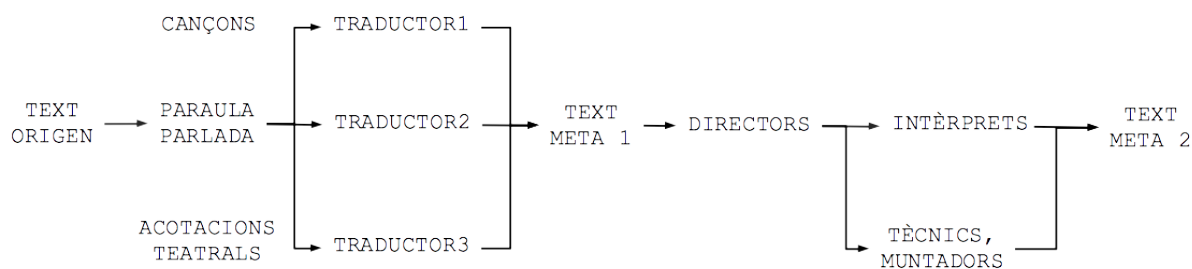 CANÇONS
TRADUCTOR1
TEXT
ORIGEN
PARAULA
PARLADA
TRADUCTOR2
TEXT
META 1
DIRECTORS
INTÈRPRETS
TEXT
META 2
ACOTACIONS
TEATRALS
TRADUCTOR3
TÈCNICS,
MUNTADORS